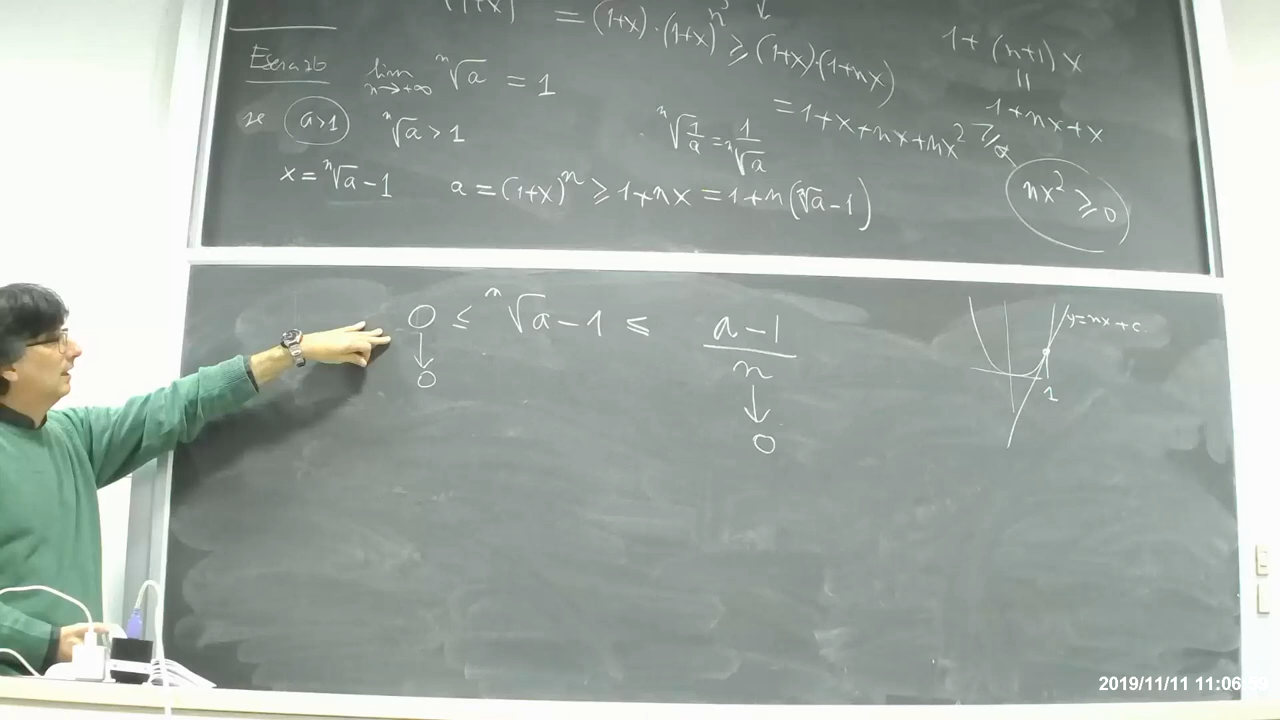 (1+x) = (1+x)·(1+x)ⁿ ≥ (1+x)·(1+nx)
= 1+x+nx+nx² ≥
1+(n+1)x
=
1+nx+x
nx² ≥ 0
Esercizio lim n→+∞ ⁿ√a = 1
se a>1 ⁿ√a > 1
ⁿ√(1/a) = 1/ⁿ√a
x = ⁿ√a - 1 a = (1+x)ⁿ ≥ 1+nx = 1+n(ⁿ√a - 1)
0 ≤ ⁿ√a - 1 ≤ (a-1)/n
↓ ↓
0 0
y=nx+c
1
2019/11/11 11:06